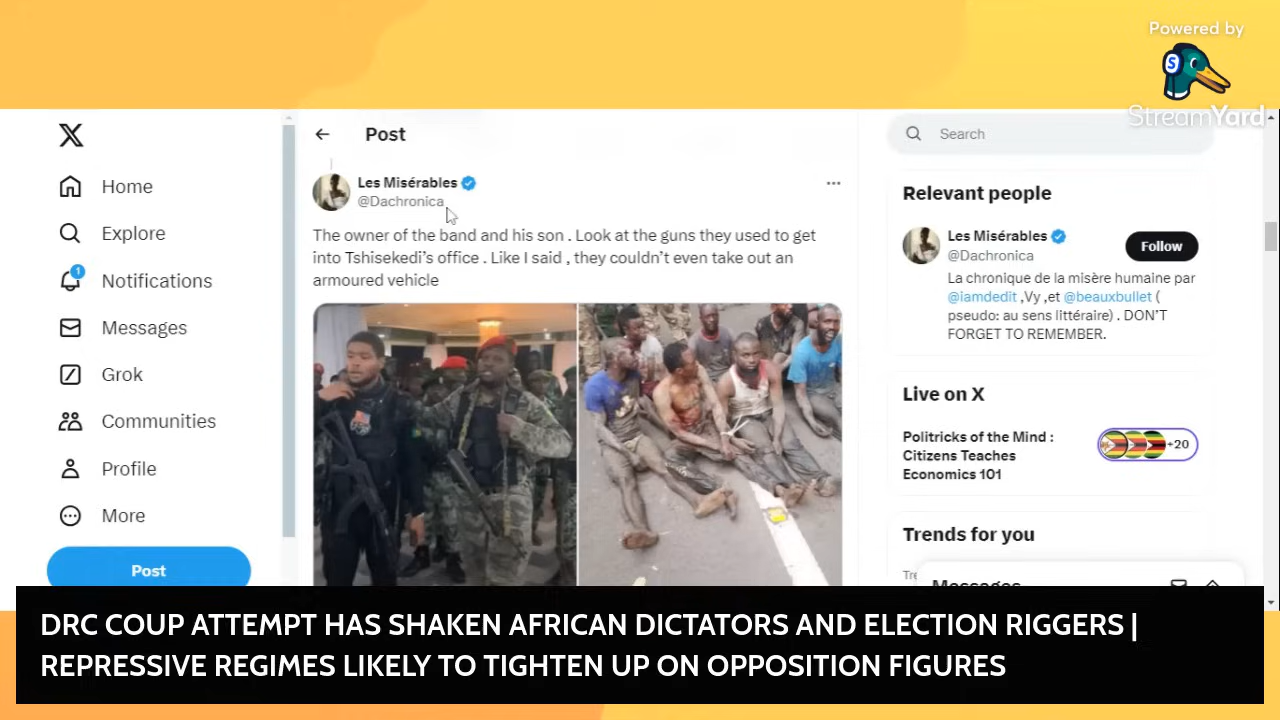 Powered by
StreamYard
Post
Search
Home
Explore
1
Notifications
Messages
Grok
Communities
Profile
More
Post
Les Misérables
@Dachronica
The owner of the band and his son . Look at the guns they used to get
into Tshisekedi’s office . Like I said , they couldn’t even take out an
armoured vehicle
Relevant people
Les Misérables
@Dachronica
Follow
La chronique de la misère humaine par
@iamdedit ,Vy ,et @beauxbullet (
pseudo: au sens littéraire) . DON’T
FORGET TO REMEMBER.
Live on X
Politricks of the Mind :
Citizens Teaches
Economics 101
+20
Trends for you
Messages
DRC COUP ATTEMPT HAS SHAKEN AFRICAN DICTATORS AND ELECTION RIGGERS |
REPRESSIVE REGIMES LIKELY TO TIGHTEN UP ON OPPOSITION FIGURES